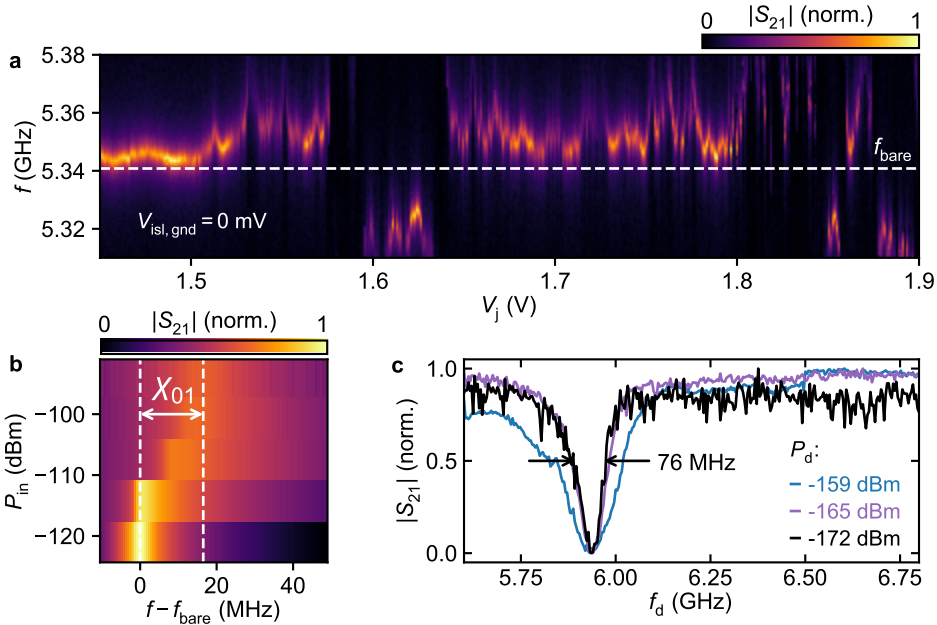 |S21| (norm.)
0 1
a
5.38
5.36
5.34
5.32
f (GHz)
fbare
Visl, gnd = 0 mV
1.5 1.6 1.7 1.8 1.9
Vj (V)
|S21| (norm.)
0 1
b
X01
−100
−110
−120
Pin (dBm)
0 20 40
f − fbare (MHz)
c
1.0
0.5
0.0
|S21| (norm.)
76 MHz
Pd:
-159 dBm
-165 dBm
-172 dBm
5.75 6.00 6.25 6.50 6.75
fd (GHz)